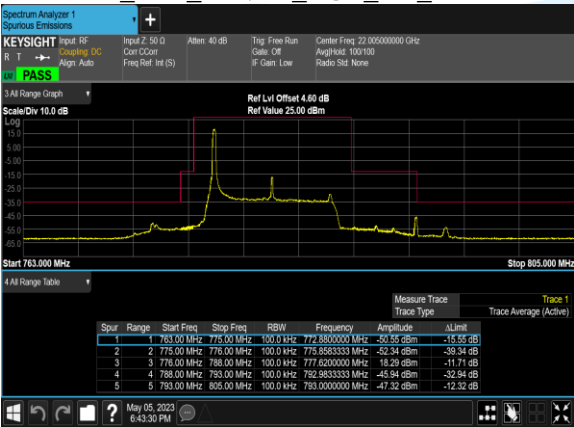 Spectrum Analyzer 1
Spurious Emissions
+
KEYSIGHT Input: RF Input Z: 50 Ω Atten: 40 dB Trig: Free Run Center Freq: 22.005000000 GHz
R T Coupling: DC Corr CCorr Gate: Off Avg|Hold: 100/100
Align: Auto Freq Ref: Int (S) IF Gain: Low Radio Std: None
PASS
3 All Range Graph
Ref Lvl Offset 4.60 dB
Scale/Div 10.0 dB Ref Value 25.00 dBm
Log
15.0
5.00
-5.00
-15.0
-25.0
-35.0
-45.0
-55.0
-65.0
Start 763.000 MHz Stop 805.000 MHz
4 All Range Table
Measure Trace Trace 1
Trace Type Trace Average (Active)
Spur Range Start Freq Stop Freq RBW Frequency Amplitude ΔLimit
1 1 763.00 MHz 775.00 MHz 100.0 kHz 772.8800000 MHz -50.55 dBm -15.55 dB
2 2 775.00 MHz 776.00 MHz 100.0 kHz 775.8583333 MHz -52.34 dBm -39.34 dB
3 3 776.00 MHz 788.00 MHz 100.0 kHz 777.6200000 MHz 18.29 dBm -11.71 dB
4 4 788.00 MHz 793.00 MHz 100.0 kHz 792.9833333 MHz -45.94 dBm -32.94 dB
5 5 793.00 MHz 805.00 MHz 100.0 kHz 793.0000000 MHz -47.32 dBm -12.32 dB
? May 05, 2023
6:43:30 PM